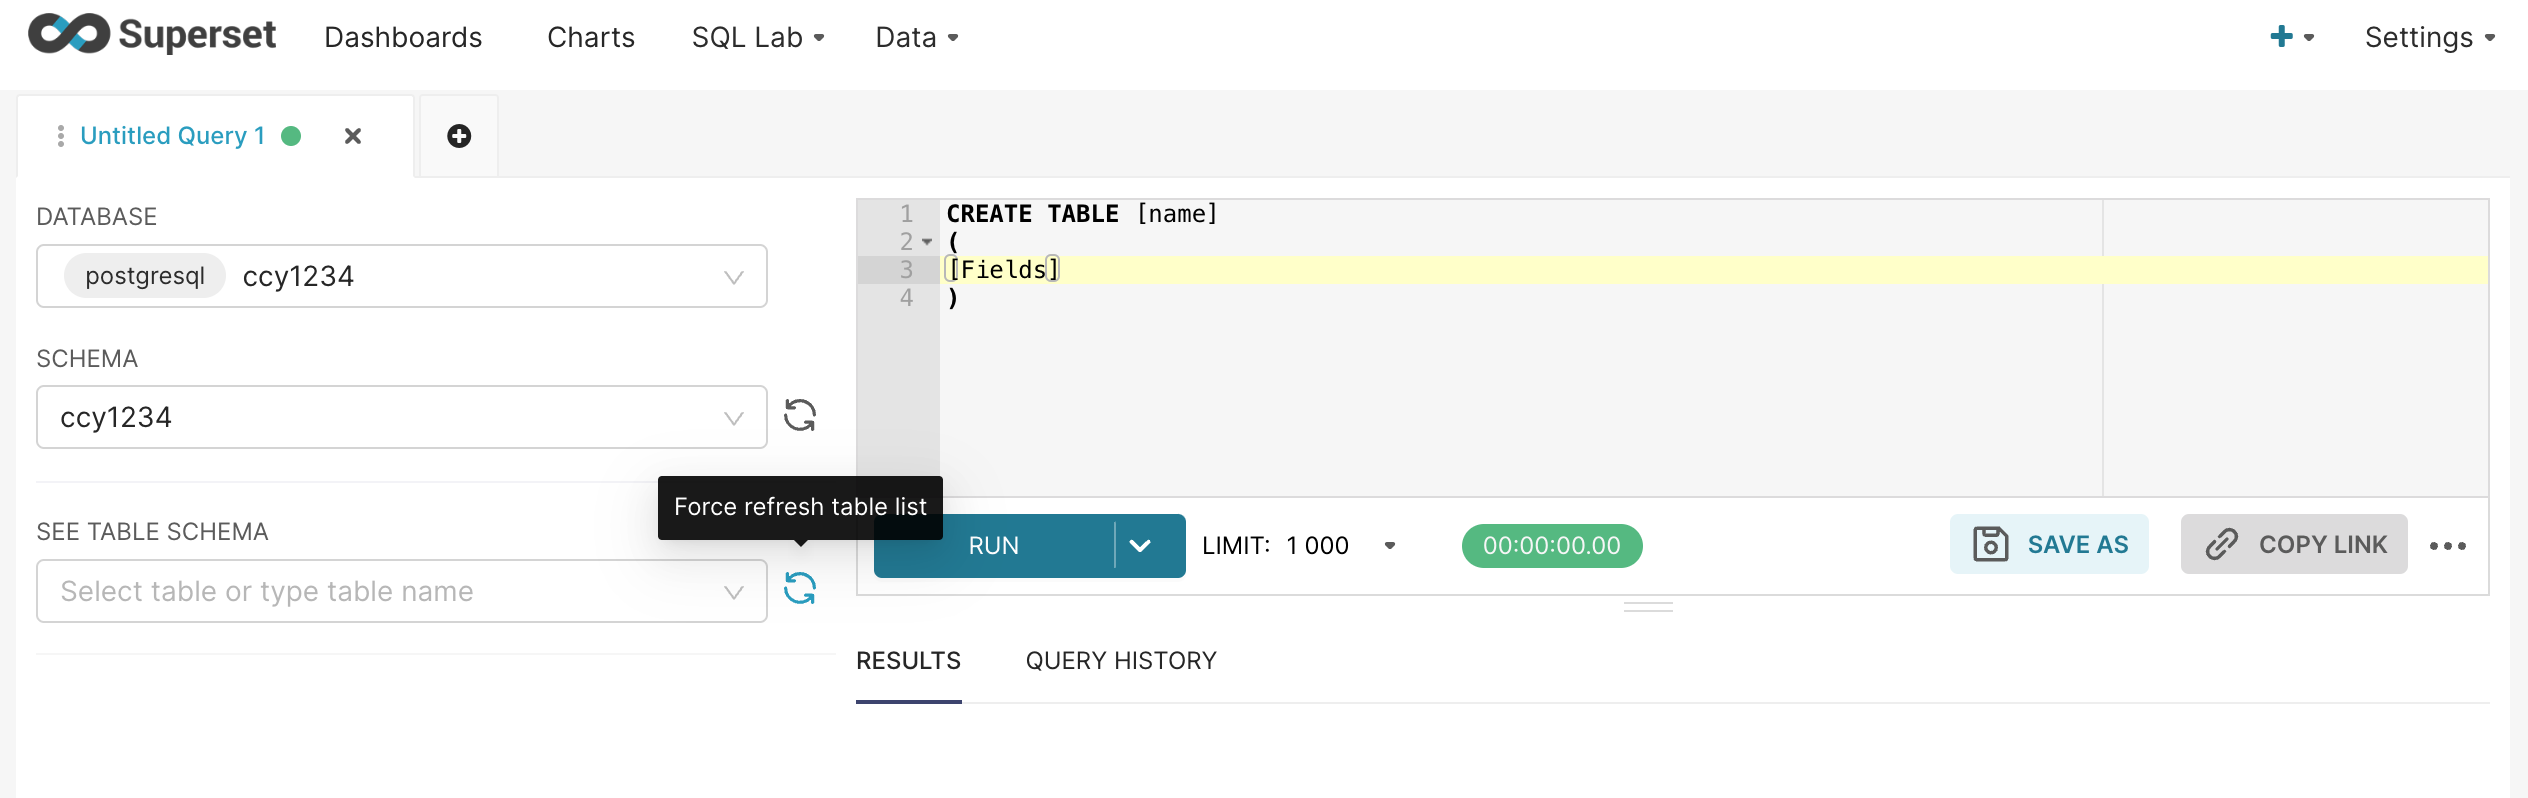 Superset
Dashboards
Charts
SQL Lab
Data
Settings
Untitled Query 1
DATABASE
postgresql ccy1234
SCHEMA
ccy1234
Force refresh table list
SEE TABLE SCHEMA
Select table or type table name
1 CREATE TABLE [name]
2 (
3 [Fields]
4 )
RUN
LIMIT: 1 000
00:00:00.00
SAVE AS
COPY LINK
RESULTS
QUERY HISTORY